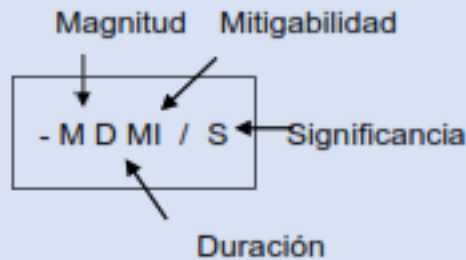 Magnitud Mitigabilidad
- M D MI / S Significancia
Duración